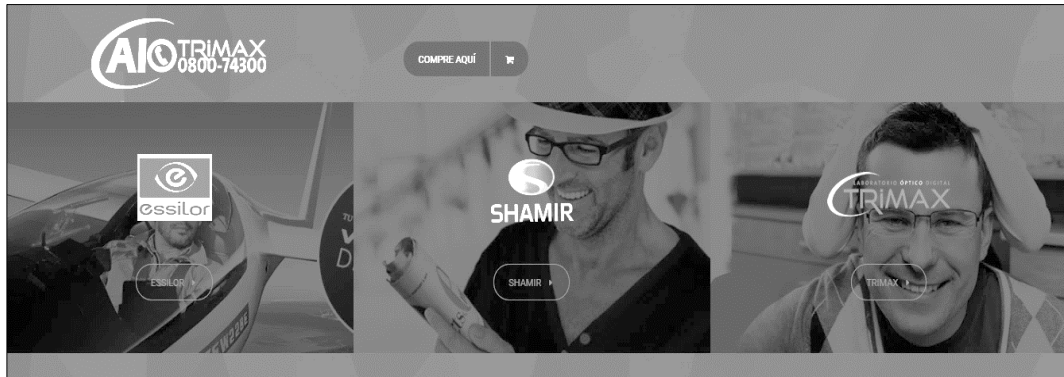 AIO TRIMAX
0800-74300
COMPRE AQUÍ
essilor
ESSILOR
SHAMIR
SHAMIR
LABORATORIO ÓPTICO DIGITAL
TRIMAX
TRIMAX